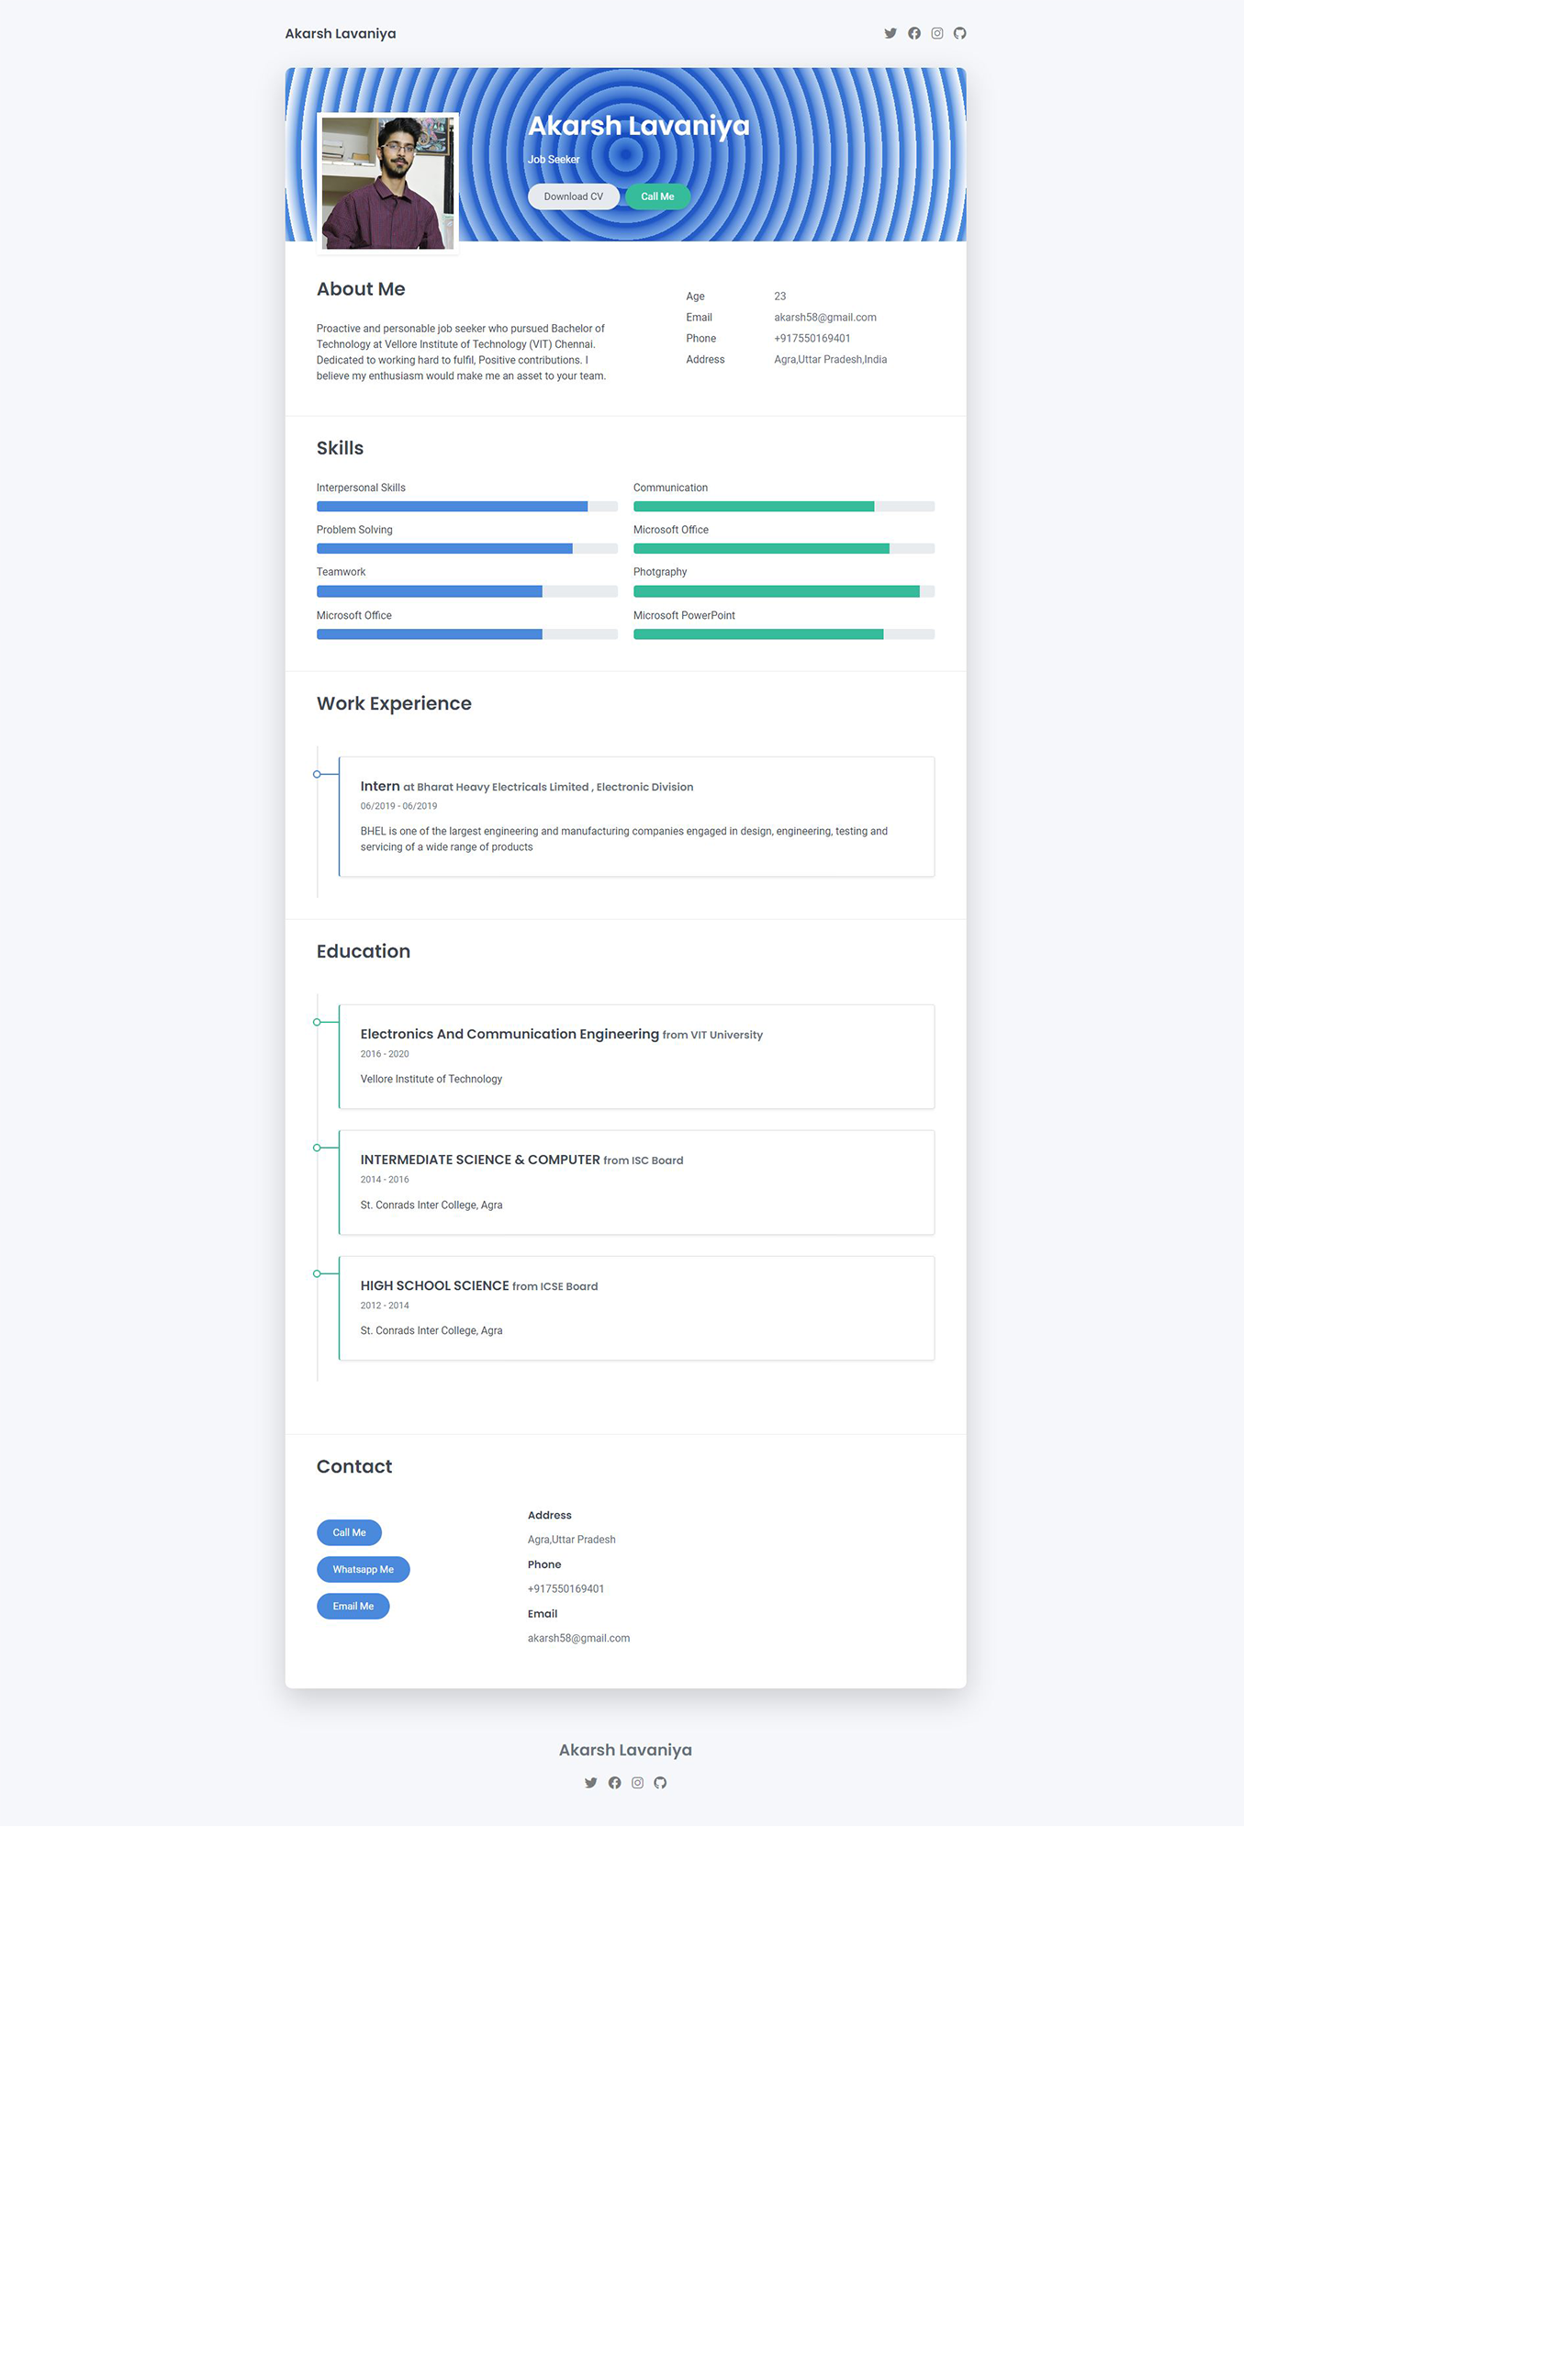 Akarsh Lavaniya
Akarsh Lavaniya
Job Seeker
Download CV
Call Me
About Me
Proactive and personable job seeker who pursued Bachelor of
Technology at Vellore Institute of Technology (VIT) Chennai.
Dedicated to working hard to fulfil, Positive contributions. I
believe my enthusiasm would make me an asset to your team.
Age 23
Email akarsh58@gmail.com
Phone +917550169401
Address Agra,Uttar Pradesh,India
Skills
Interpersonal Skills
Communication
Problem Solving
Microsoft Office
Teamwork
Photgraphy
Microsoft Office
Microsoft PowerPoint
Work Experience
Intern at Bharat Heavy Electricals Limited , Electronic Division
06/2019 - 06/2019
BHEL is one of the largest engineering and manufacturing companies engaged in design, engineering, testing and
servicing of a wide range of products
Education
Electronics And Communication Engineering from VIT University
2016 - 2020
Vellore Institute of Technology
INTERMEDIATE SCIENCE & COMPUTER from ISC Board
2014 - 2016
St. Conrads Inter College, Agra
HIGH SCHOOL SCIENCE from ICSE Board
2012 - 2014
St. Conrads Inter College, Agra
Contact
Call Me
Whatsapp Me
Email Me
Address
Agra,Uttar Pradesh
Phone
+917550169401
Email
akarsh58@gmail.com
Akarsh Lavaniya